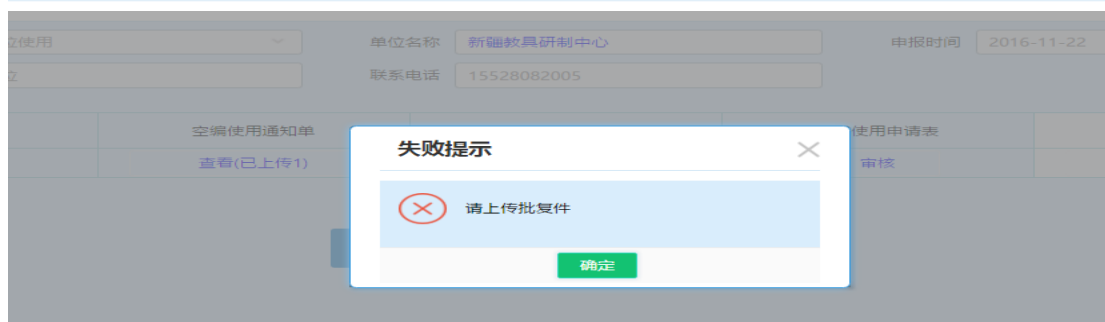 位使用 单位名称 新疆教具研制中心 申报时间 2016-11-22
立 联系电话 15528082005
空编使用通知单 使用申请表
查看(已上传1) 审核
失败提示
请上传批复件
确定